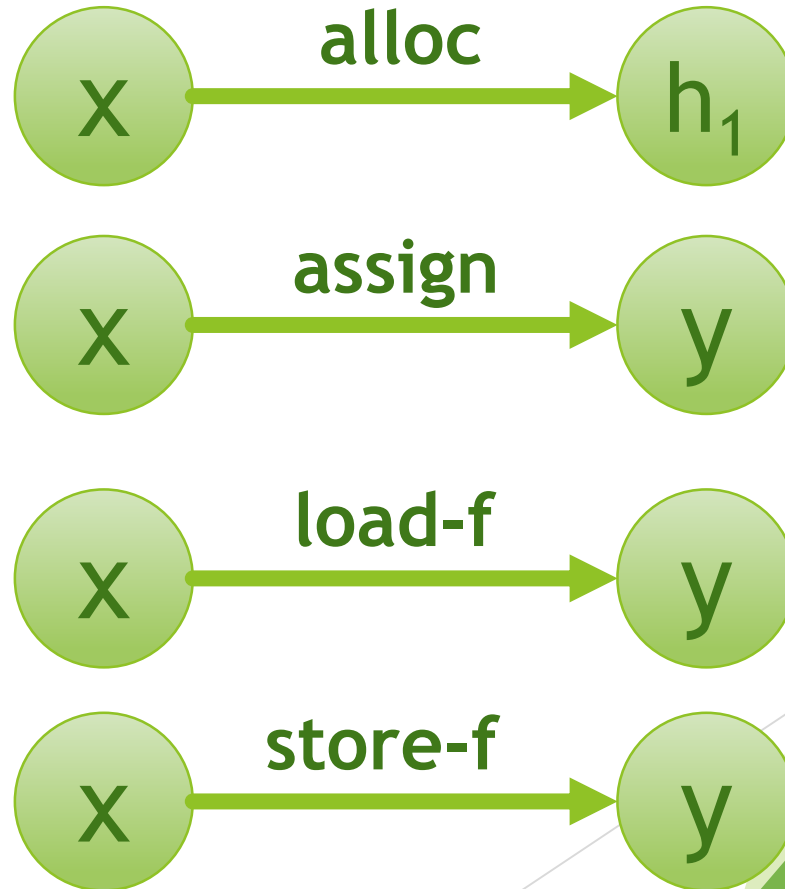 alloc
x h₁
assign
x y
load-f
x y
store-f
x y